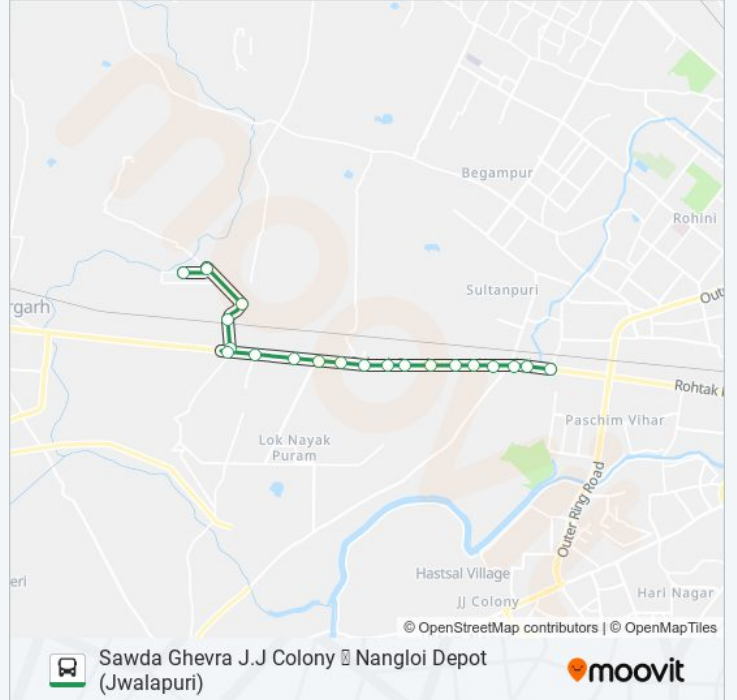 Begampur
Rohini
Sultanpuri
rgarh
Out
Rohtak
Paschim Vihar
Lok Nayak
Puram
Outer Ring Road
Hastsal Village
JJ Colony
Hari Nagar
eri
© OpenStreetMap contributors | © OpenMapTiles
Sawda Ghevra J.J Colony Nangloi Depot
(Jwalapuri)
moovit